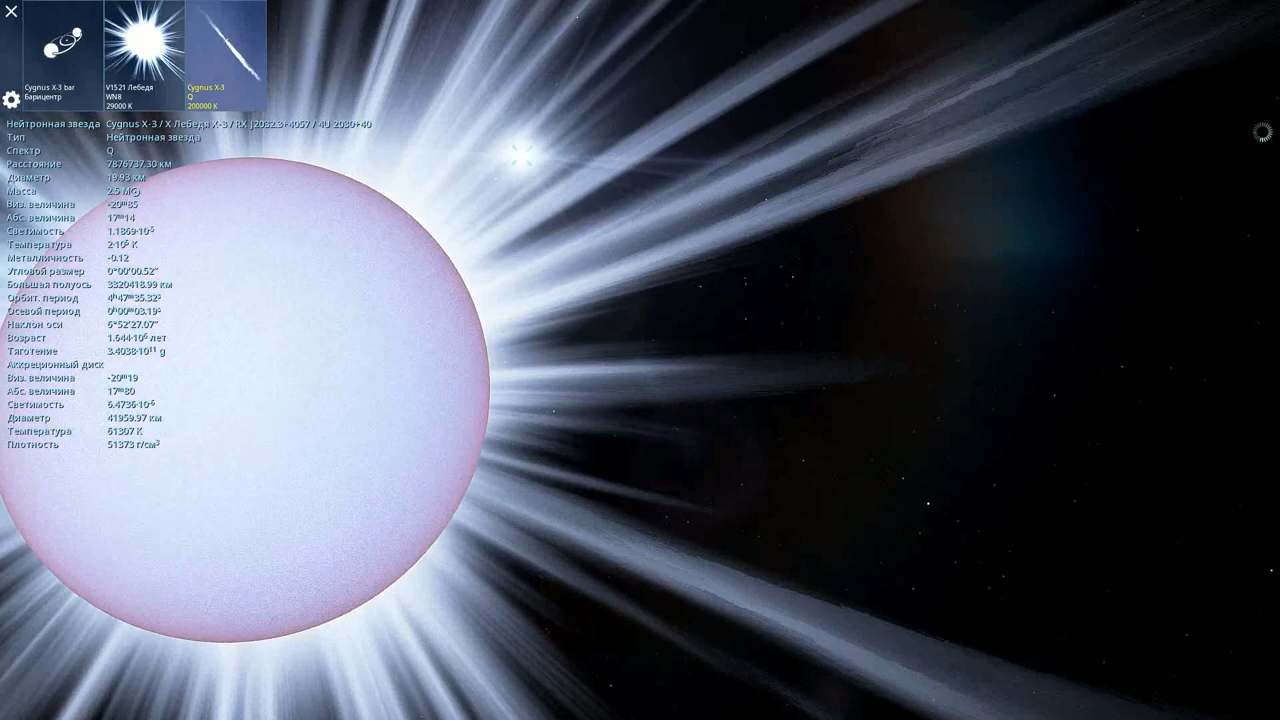 Cygnus X-3 bar
Барицентр
V1521 Лебедя
WN8
29000 K
Cygnus X-3
Q
200000 K
Нейтронная звезда Cygnus X-3 / X Лебедя X-3 / RX J2032.3+4057 / 4U 2030+40
Тип Нейтронная звезда
Спектр Q
Расстояние 7876737.30 км
Диаметр 19.93 км
Масса 2.5 M☉
Виз. величина -20ᵐ85
Абс. величина 17ᵐ14
Светимость 1.1869·10⁻⁵
Температура 2·10⁵ K
Металличность -0.12
Угловой размер 0°00'00.52"
Большая полуось 3320418.99 км
Орбит. период 4ʰ47ᵐ35.32ˢ
Осевой период 0ʰ00ᵐ03.19ˢ
Наклон оси 6°52'27.07"
Возраст 1.644·10⁶ лет
Тяготение 3.4038·10¹¹ g
Аккреционный диск
Виз. величина -20ᵐ19
Абс. величина 17ᵐ80
Светимость 6.4736·10⁻⁶
Диаметр 41959.97 км
Температура 61307 K
Плотность 51373 г/см³